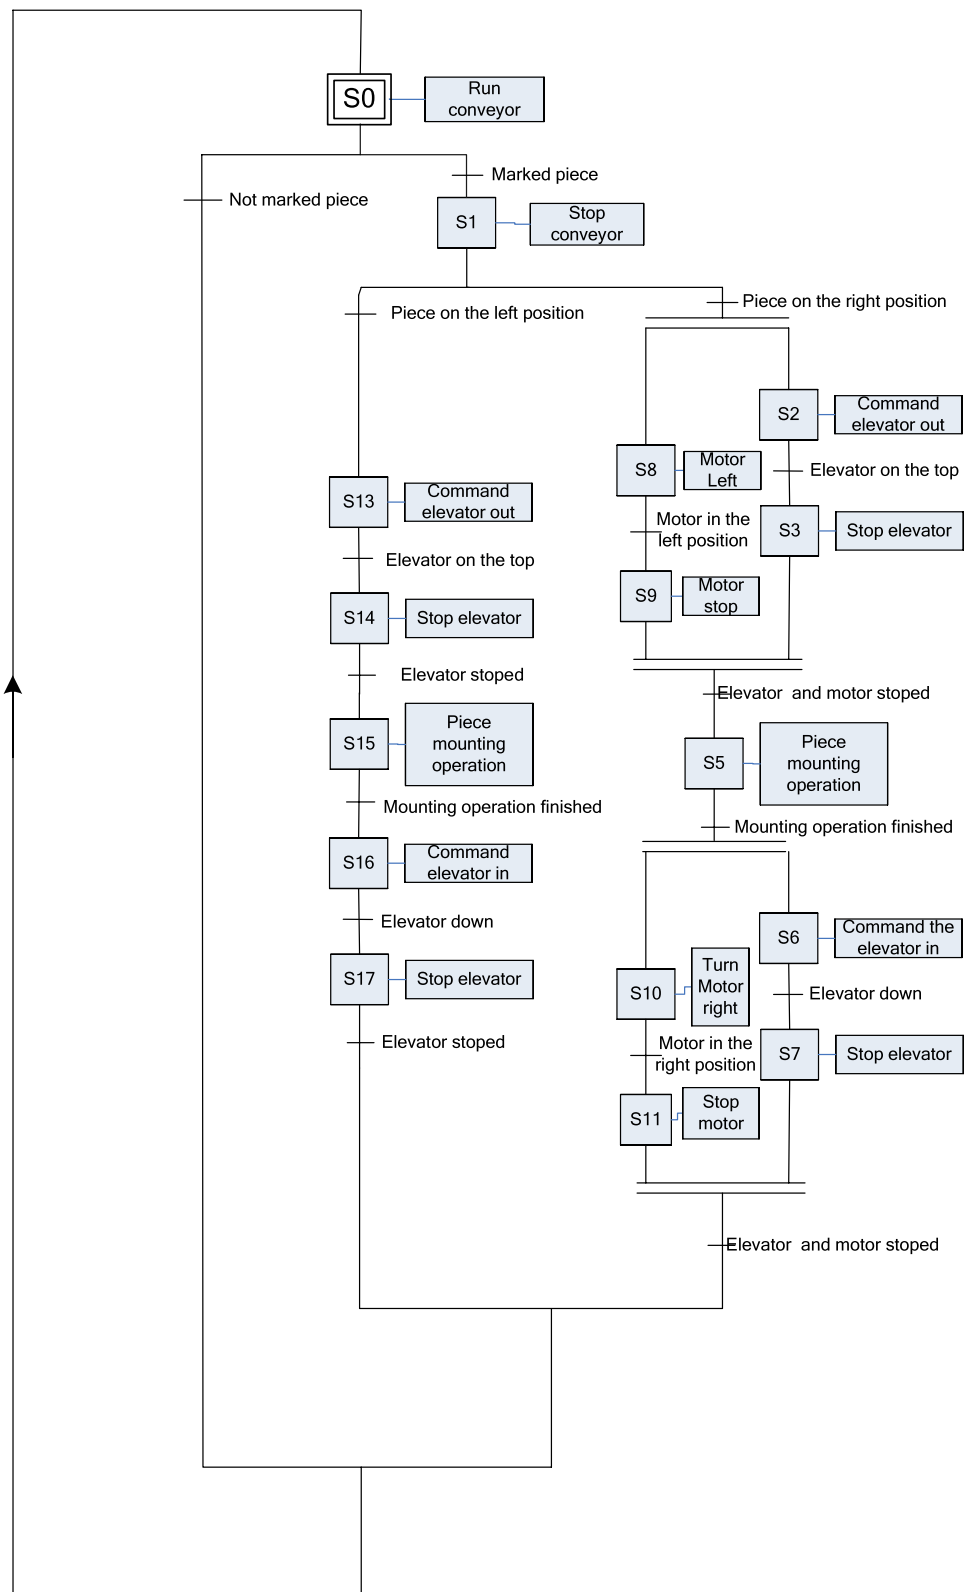 S0
Run
conveyor
Marked piece
Not marked piece
S1
Stop
conveyor
Piece on the left position
Piece on the right position
S2
Command
elevator out
S8
Motor
Left
Elevator on the top
S13
Command
elevator out
Motor in the
left position
S3
Stop elevator
Elevator on the top
S9
Motor
stop
S14
Stop elevator
Elevator stoped
Elevator  and motor stoped
S15
Piece
mounting
operation
S5
Piece
mounting
operation
Mounting operation finished
Mounting operation finished
S16
Command
elevator in
Elevator down
S6
Command the
elevator in
S17
Stop elevator
S10
Turn
Motor
right
Elevator down
Elevator stoped
Motor in the
right position
S7
Stop elevator
S11
Stop
motor
Elevator  and motor stoped